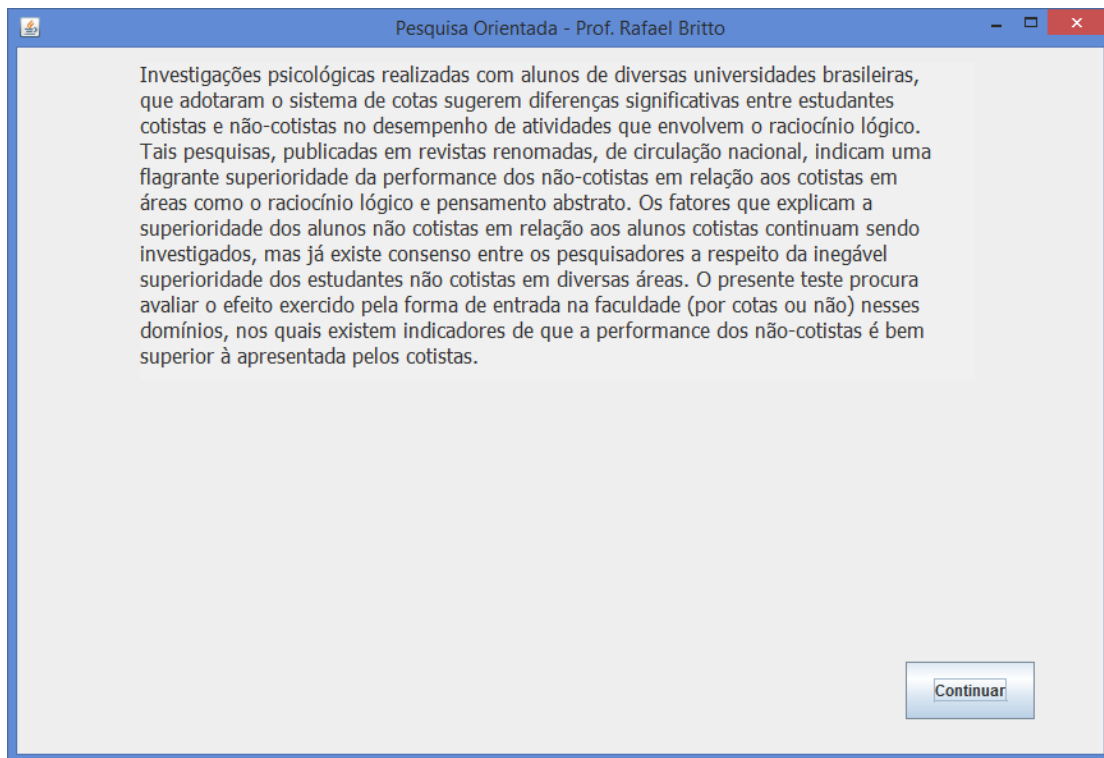 Pesquisa Orientada - Prof. Rafael Britto
Investigações psicológicas realizadas com alunos de diversas universidades brasileiras,
que adotaram o sistema de cotas sugerem diferenças significativas entre estudantes
cotistas e não-cotistas no desempenho de atividades que envolvem o raciocínio lógico.
Tais pesquisas, publicadas em revistas renomadas, de circulação nacional, indicam uma
flagrante superioridade da performance dos não-cotistas em relação aos cotistas em
áreas como o raciocínio lógico e pensamento abstrato. Os fatores que explicam a
superioridade dos alunos não cotistas em relação aos alunos cotistas continuam sendo
investigados, mas já existe consenso entre os pesquisadores a respeito da inegável
superioridade dos estudantes não cotistas em diversas áreas. O presente teste procura
avaliar o efeito exercido pela forma de entrada na faculdade (por cotas ou não) nesses
domínios, nos quais existem indicadores de que a performance dos não-cotistas é bem
superior à apresentada pelos cotistas.
Continuar